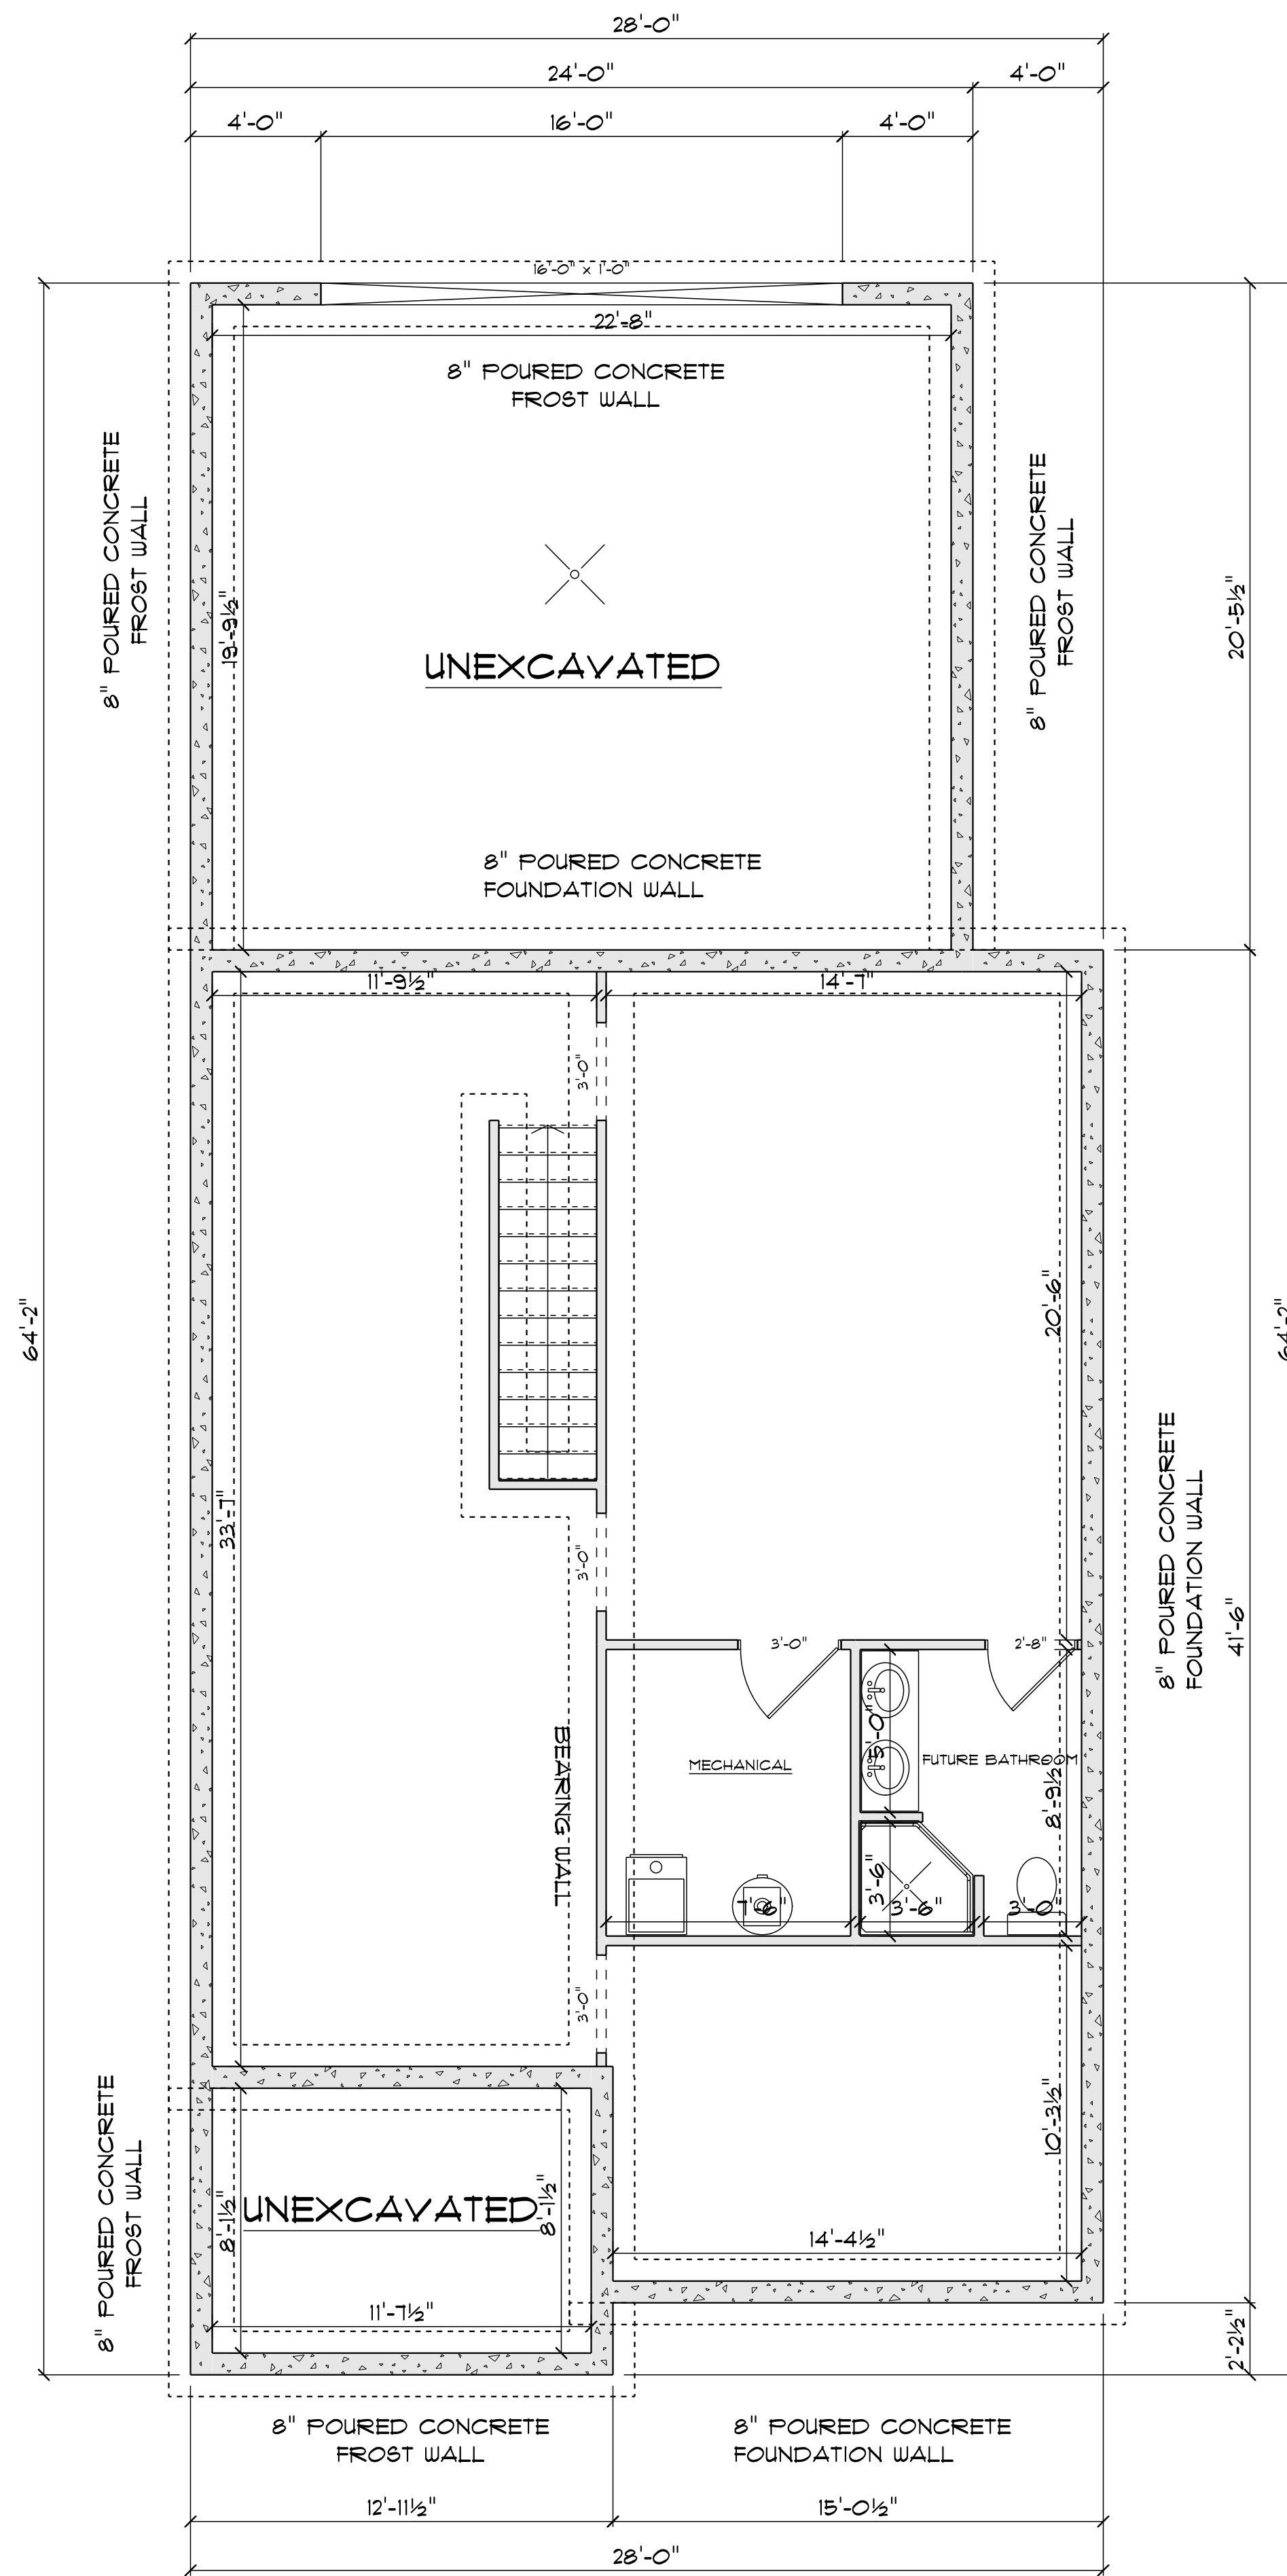 28'-0"
24'-0"
4'-0"
4'-0"
16'-0"
4'-0"
16'-0" x 1'-0"
22'-8"
8" POURED CONCRETE
FROST WALL
8" POURED CONCRETE
FROST WALL
8" POURED CONCRETE
FROST WALL
19'-9½"
20'-5½"
UNEXCAVATED
8" POURED CONCRETE
FOUNDATION WALL
11'-9½"
14'-7"
3'-0"
64'-2"
20'-6"
64'-2"
33'-7"
3'-0"
8" POURED CONCRETE
FOUNDATION WALL
41'-6"
3'-0"
2'-8"
5'-0"
BEARING WALL
MECHANICAL
FUTURE BATHROOM
8'-9½"
3'-6"
7'-6"
3'-6"
3'-0"
3'-0"
10'-3½"
8" POURED CONCRETE
FROST WALL
8'-1½"
UNEXCAVATED
8'-1½"
14'-4½"
11'-7½"
2'-2½"
8" POURED CONCRETE
FROST WALL
8" POURED CONCRETE
FOUNDATION WALL
12'-11½"
15'-0½"
28'-0"